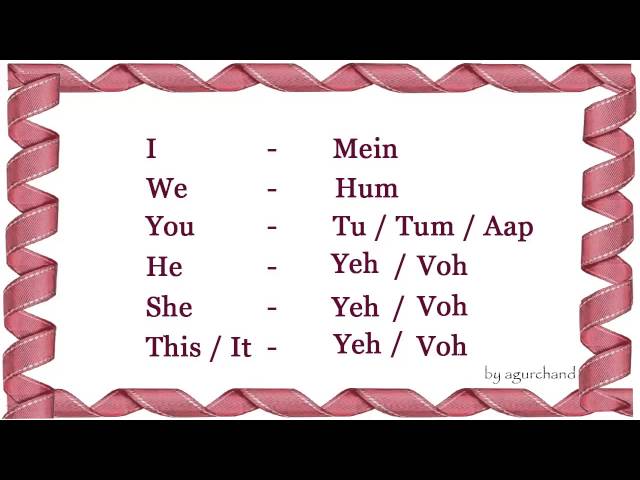 I - Mein
We - Hum
You - Tu / Tum / Aap
He - Yeh / Voh
She - Yeh / Voh
This / It - Yeh / Voh
by agurchand